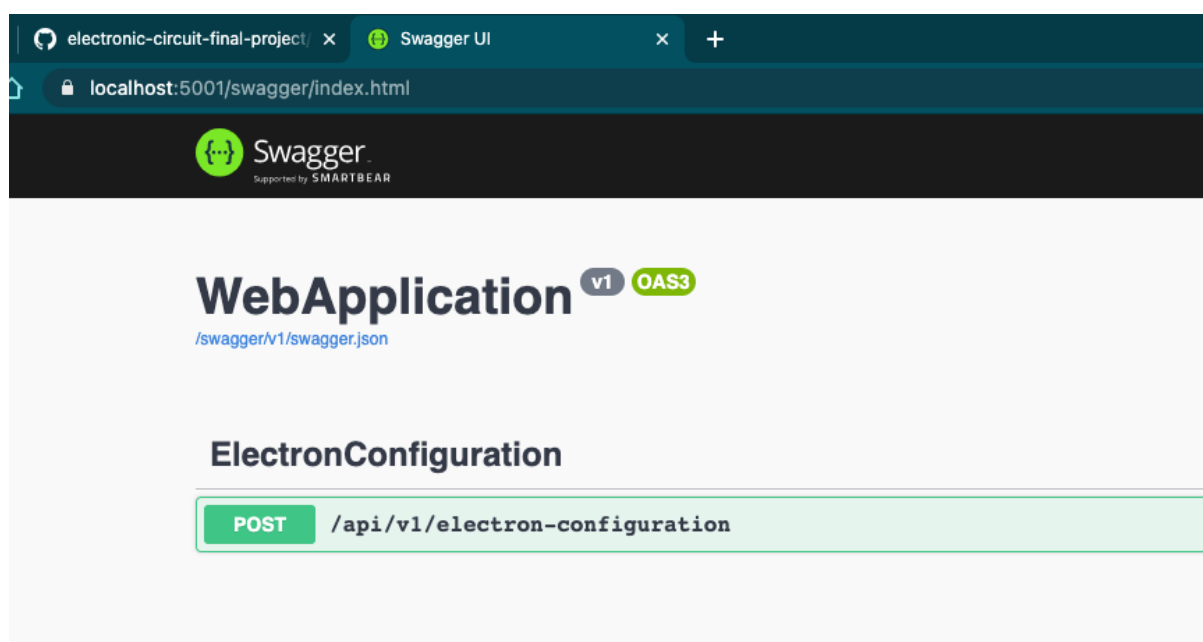 electronic-circuit-final-project/
Swagger UI
localhost:5001/swagger/index.html
{...} Swagger
Supported by SMARTBEAR
WebApplication v1 OAS3
/swagger/v1/swagger.json
ElectronConfiguration
POST /api/v1/electron-configuration